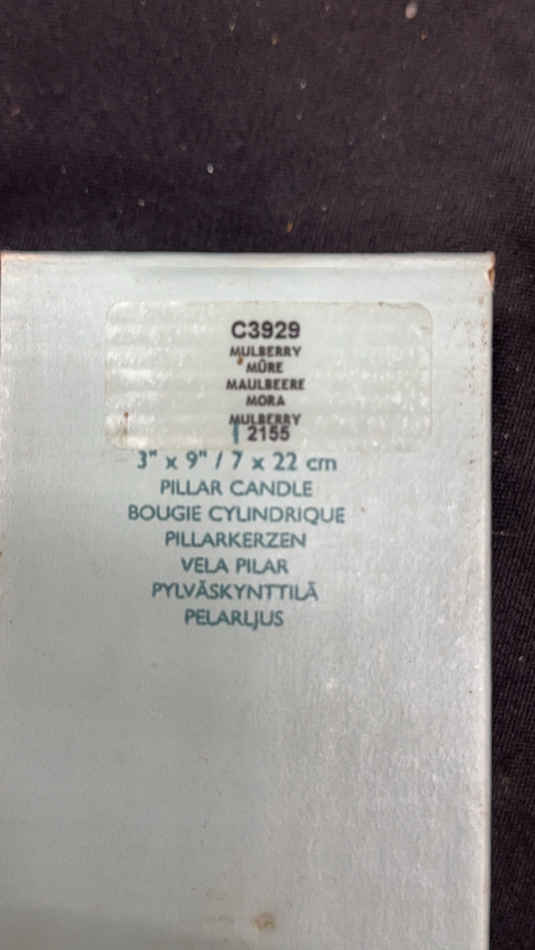 C3929
MULBERRY
MÛRE
MAULBEERE
MORA
MULBERRY
2155
3" x 9" / 7 x 22 cm
PILLAR CANDLE
BOUGIE CYLINDRIQUE
PILLARKERZEN
VELA PILAR
PYLVÄSKYNTTILÄ
PELARLJUS